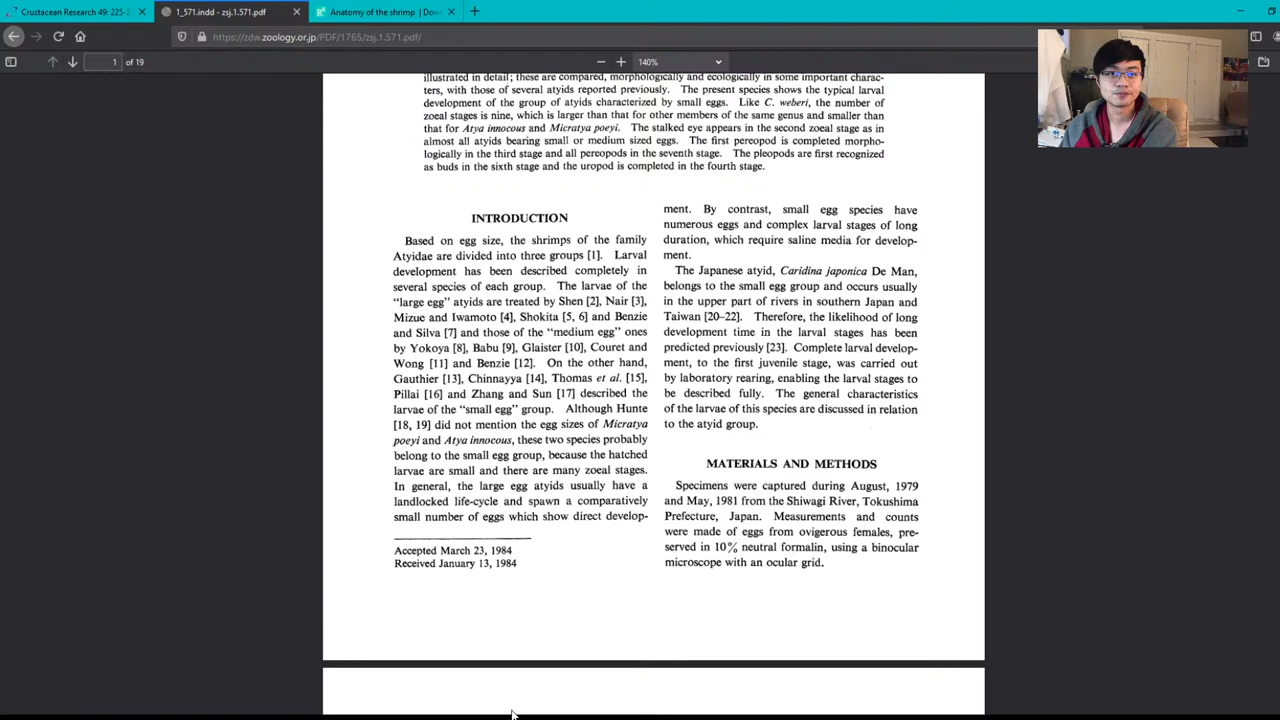 Crustacean Research 49: 225-2
1_571.indd - zsj.1.571.pdf
Anatomy of the shrimp | Dow
https://zdw.zoology.or.jp/PDF/1765/zsj.1.571.pdf/
1 of 19
140%
illustrated in detail; these are compared, morphologically and ecologically in some important charac-
ters, with those of several atyids reported previously. The present species shows the typical larval
development of the group of atyids characterized by small eggs. Like C. weberi, the number of
zoeal stages is nine, which is larger than that for other members of the same genus and smaller than
that for Atya innocous and Micratya poeyi. The stalked eye appears in the second zoeal stage as in
almost all atyids bearing small or medium sized eggs. The first pereopod is completed morpho-
logically in the third stage and all pereopods in the seventh stage. The pleopods are first recognized
as buds in the sixth stage and the uropod is completed in the fourth stage.
INTRODUCTION
Based on egg size, the shrimps of the family
Atyidae are divided into three groups [1]. Larval
development has been described completely in
several species of each group. The larvae of the
“large egg” atyids are treated by Shen [2], Nair [3],
Mizue and Iwamoto [4], Shokita [5, 6] and Benzie
and Silva [7] and those of the “medium egg” ones
by Yokoya [8], Babu [9], Glaister [10], Couret and
Wong [11] and Benzie [12]. On the other hand,
Gauthier [13], Chinnayya [14], Thomas et al. [15],
Pillai [16] and Zhang and Sun [17] described the
larvae of the “small egg” group. Although Hunte
[18, 19] did not mention the egg sizes of Micratya
poeyi and Atya innocous, these two species probably
belong to the small egg group, because the hatched
larvae are small and there are many zoeal stages.
In general, the large egg atyids usually have a
landlocked life-cycle and spawn a comparatively
small number of eggs which show direct develop-
Accepted March 23, 1984
Received January 13, 1984
ment. By contrast, small egg species have
numerous eggs and complex larval stages of long
duration, which require saline media for develop-
ment.
The Japanese atyid, Caridina japonica De Man,
belongs to the small egg group and occurs usually
in the upper part of rivers in southern Japan and
Taiwan [20–22]. Therefore, the likelihood of long
development time in the larval stages has been
predicted previously [23]. Complete larval develop-
ment, to the first juvenile stage, was carried out
by laboratory rearing, enabling the larval stages to
be described fully. The general characteristics
of the larvae of this species are discussed in relation
to the atyid group.
MATERIALS AND METHODS
Specimens were captured during August, 1979
and May, 1981 from the Shiwagi River, Tokushima
Prefecture, Japan. Measurements and counts
were made of eggs from ovigerous females, pre-
served in 10% neutral formalin, using a binocular
microscope with an ocular grid.